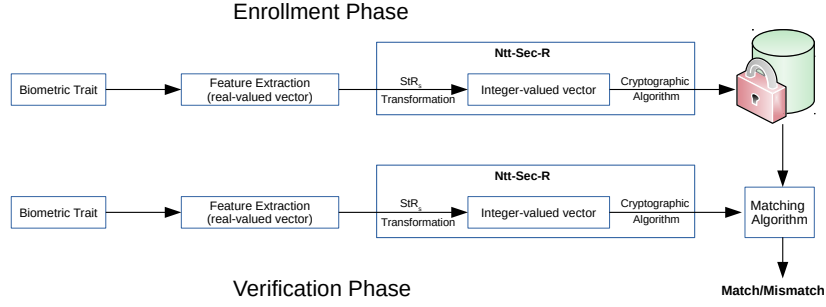 Enrollment Phase
Ntt-Sec-R
Biometric Trait
Feature Extraction
(real-valued vector)
StRs
Transformation
Integer-valued vector
Cryptographic
Algorithm
Ntt-Sec-R
Biometric Trait
Feature Extraction
(real-valued vector)
StRs
Transformation
Integer-valued vector
Cryptographic
Algorithm
Matching
Algorithm
Verification Phase
Match/Mismatch